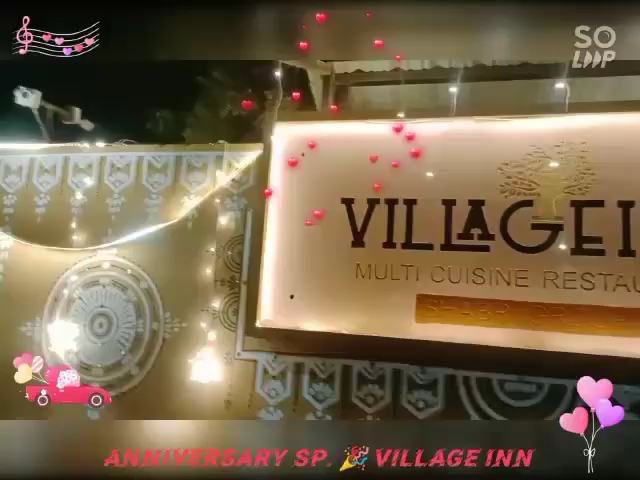 SO
LOOP
VILLAGE I
MULTI CUISINE RESTAU
ANNIVERSARY SP. 🎉 VILLAGE INN